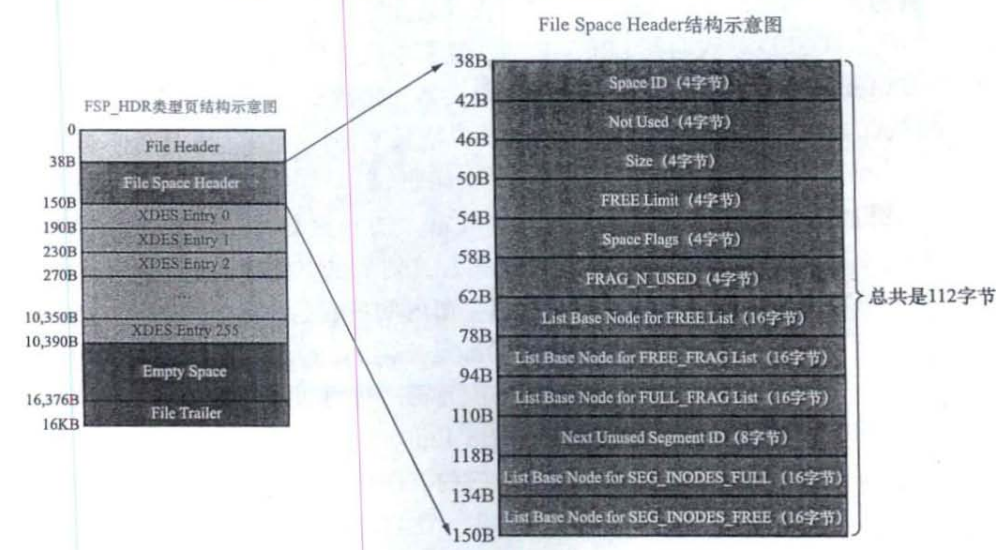 File Space Header结构示意图
FSP_HDR类型页结构示意图
0
File Header
38B
File Space Header
150B
XDES Entry 0
190B
XDES Entry 1
230B
XDES Entry 2
270B
....
10,350B
XDES Entry 255
10,390B
Empty Space
16,376B
File Trailer
16KB
38B
Space ID（4字节）
42B
Not Used（4字节）
46B
Size（4字节）
50B
FREE Limit（4字节）
54B
Space Flags（4字节）
58B
FRAG_N_USED（4字节）
62B
List Base Node for FREE List（16字节）
78B
List Base Node for FREE_FRAG List（16字节）
94B
List Base Node for FULL_FRAG List（16字节）
110B
Next Unused Segment ID（8字节）
118B
List Base Node for SEG_INODES_FULL（16字节）
134B
List Base Node for SEG_INODES_FREE（16字节）
150B
总共是112字节